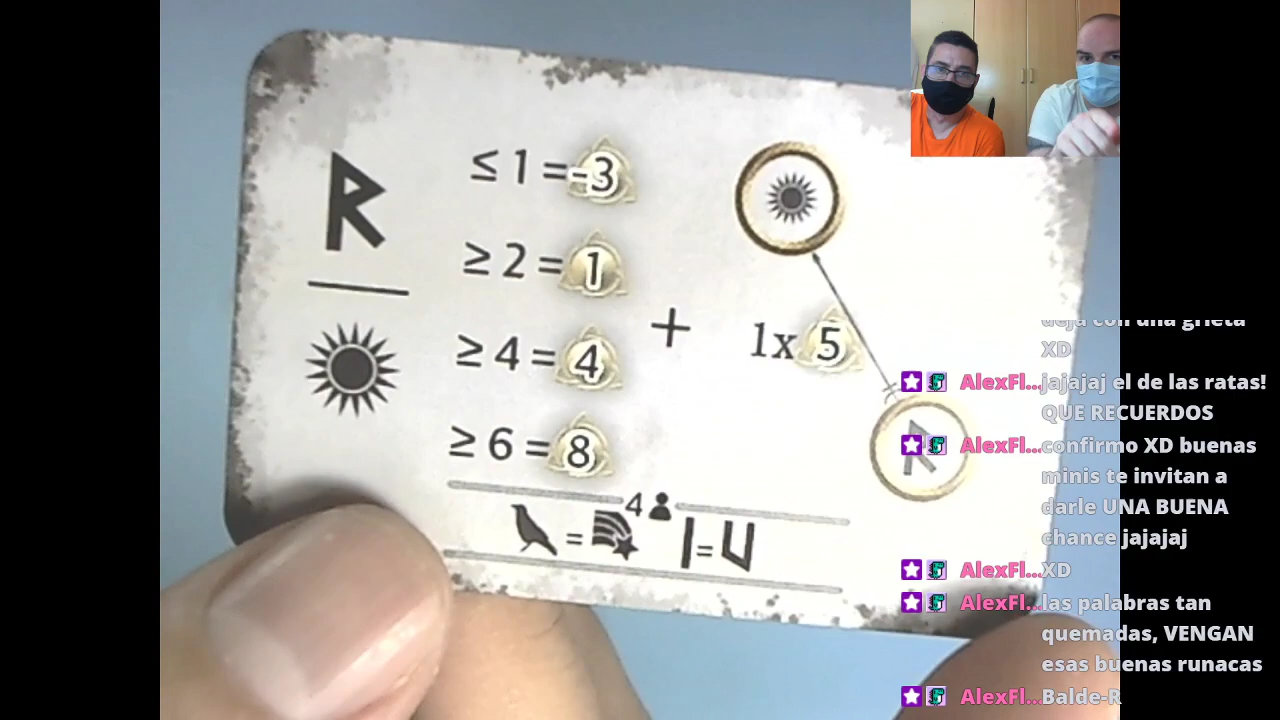 ≤ 1 = -3
≥ 2 = 1
≥ 4 = 4
≥ 6 = 8
+
1x 5
4
=
=
XD
AlexFl... jajajaj el de las ratas!
QUE RECUERDOS
AlexFl... confirmo XD buenas
minis te invitan a
darle UNA BUENA
chance jajajaj
AlexFl... XD
AlexFl... las palabras tan
quemadas, VENGAN
esas buenas runacas
AlexFl... Balde-R